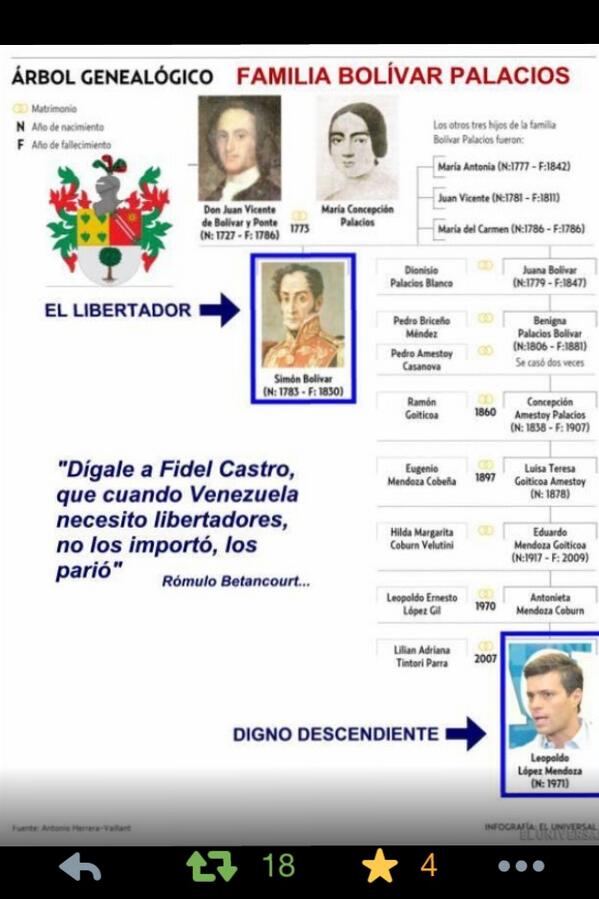 ÁRBOL GENEALÓGICO FAMILIA BOLÍVAR PALACIOS
Matrimonio
N Año de nacimiento
F Año de fallecimiento
Don Juan Vicente
de Bolívar y Ponte
(N: 1727 - F: 1786)
1773
María Concepción
Palacios
Los otros tres hijos de la familia
Bolívar Palacios fueron:
María Antonia (N:1777 - F:1842)
Juan Vicente (N:1781 - F:1811)
María del Carmen (N:1786 - F:1786)
EL LIBERTADOR
Simón Bolívar
(N: 1783 - F: 1830)
Dionisio
Palacios Blanco
Juana Bolívar
(N:1779 - F:1847)
Pedro Briceño
Méndez
Pedro Amestoy
Casanova
Benigna
Palacios Bolívar
(N:1806 - F:1881)
Se casó dos veces
Ramón
Goiticoa
1860
Concepción
Amestoy Palacios
(N: 1838 - F: 1907)
Eugenio
Mendoza Cobeña
1897
Luisa Teresa
Goiticoa Amestoy
(N: 1878)
Hilda Margarita
Coburn Velutini
Eduardo
Mendoza Goiticoa
(N:1917 - F: 2009)
Leopoldo Ernesto
López Gil
1970
Antonieta
Mendoza Coburn
Lilian Adriana
Tintori Parra
2007
"Dígale a Fidel Castro,
que cuando Venezuela
necesito libertadores,
no los importó, los
parió"
Rómulo Betancourt...
DIGNO DESCENDIENTE
Leopoldo
López Mendoza
(N: 1971)
Fuente: Antonio Herrera-Vaillant
INFOGRAFÍA: EL UNIVERSAL
EL UNIVERSAL
18
4